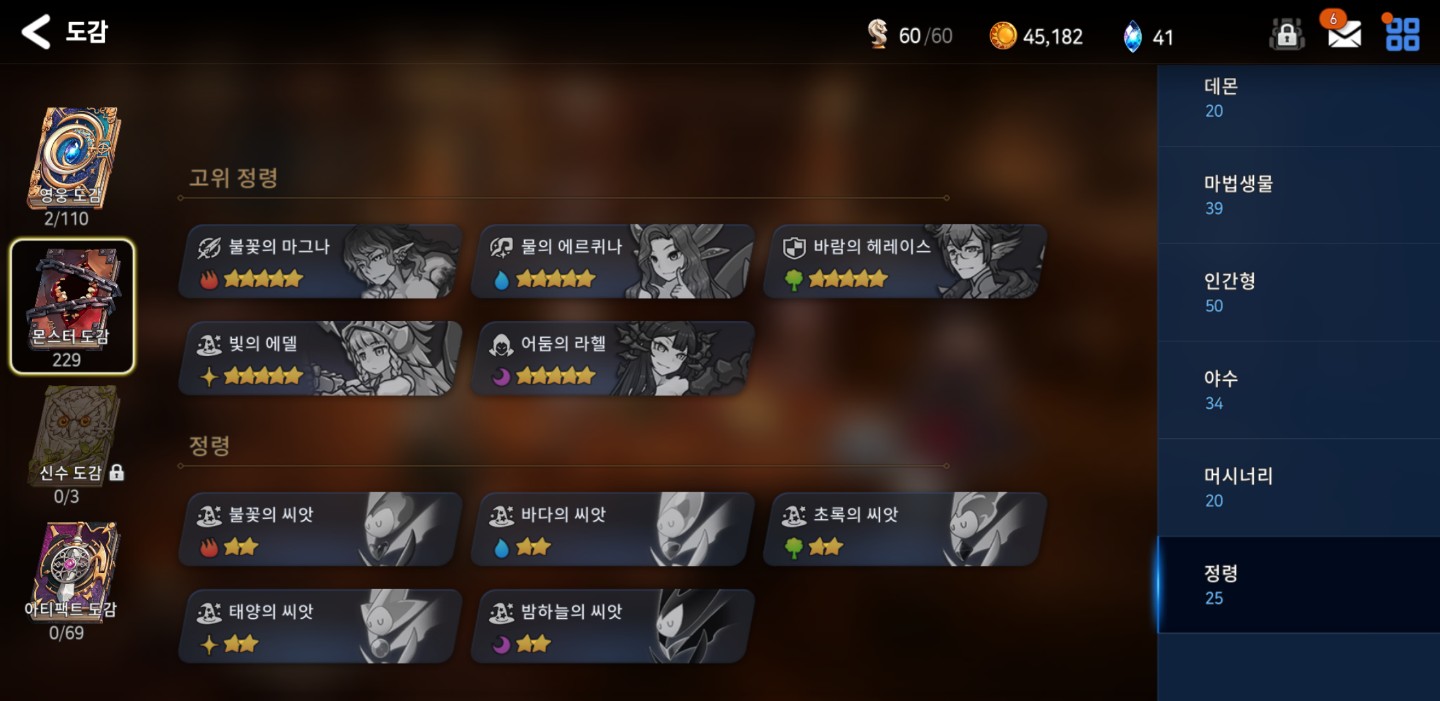 도감
60/60
45,182
41
6
영웅 도감
2/110
몬스터 도감
229
신수 도감
0/3
아티팩트 도감
0/69
고위 정령
불꽃의 마그나
물의 에르퀴나
바람의 헤레이스
빛의 에델
어둠의 라헬
정령
불꽃의 씨앗
바다의 씨앗
초록의 씨앗
태양의 씨앗
밤하늘의 씨앗
데몬
20
마법생물
39
인간형
50
야수
34
머시너리
20
정령
25